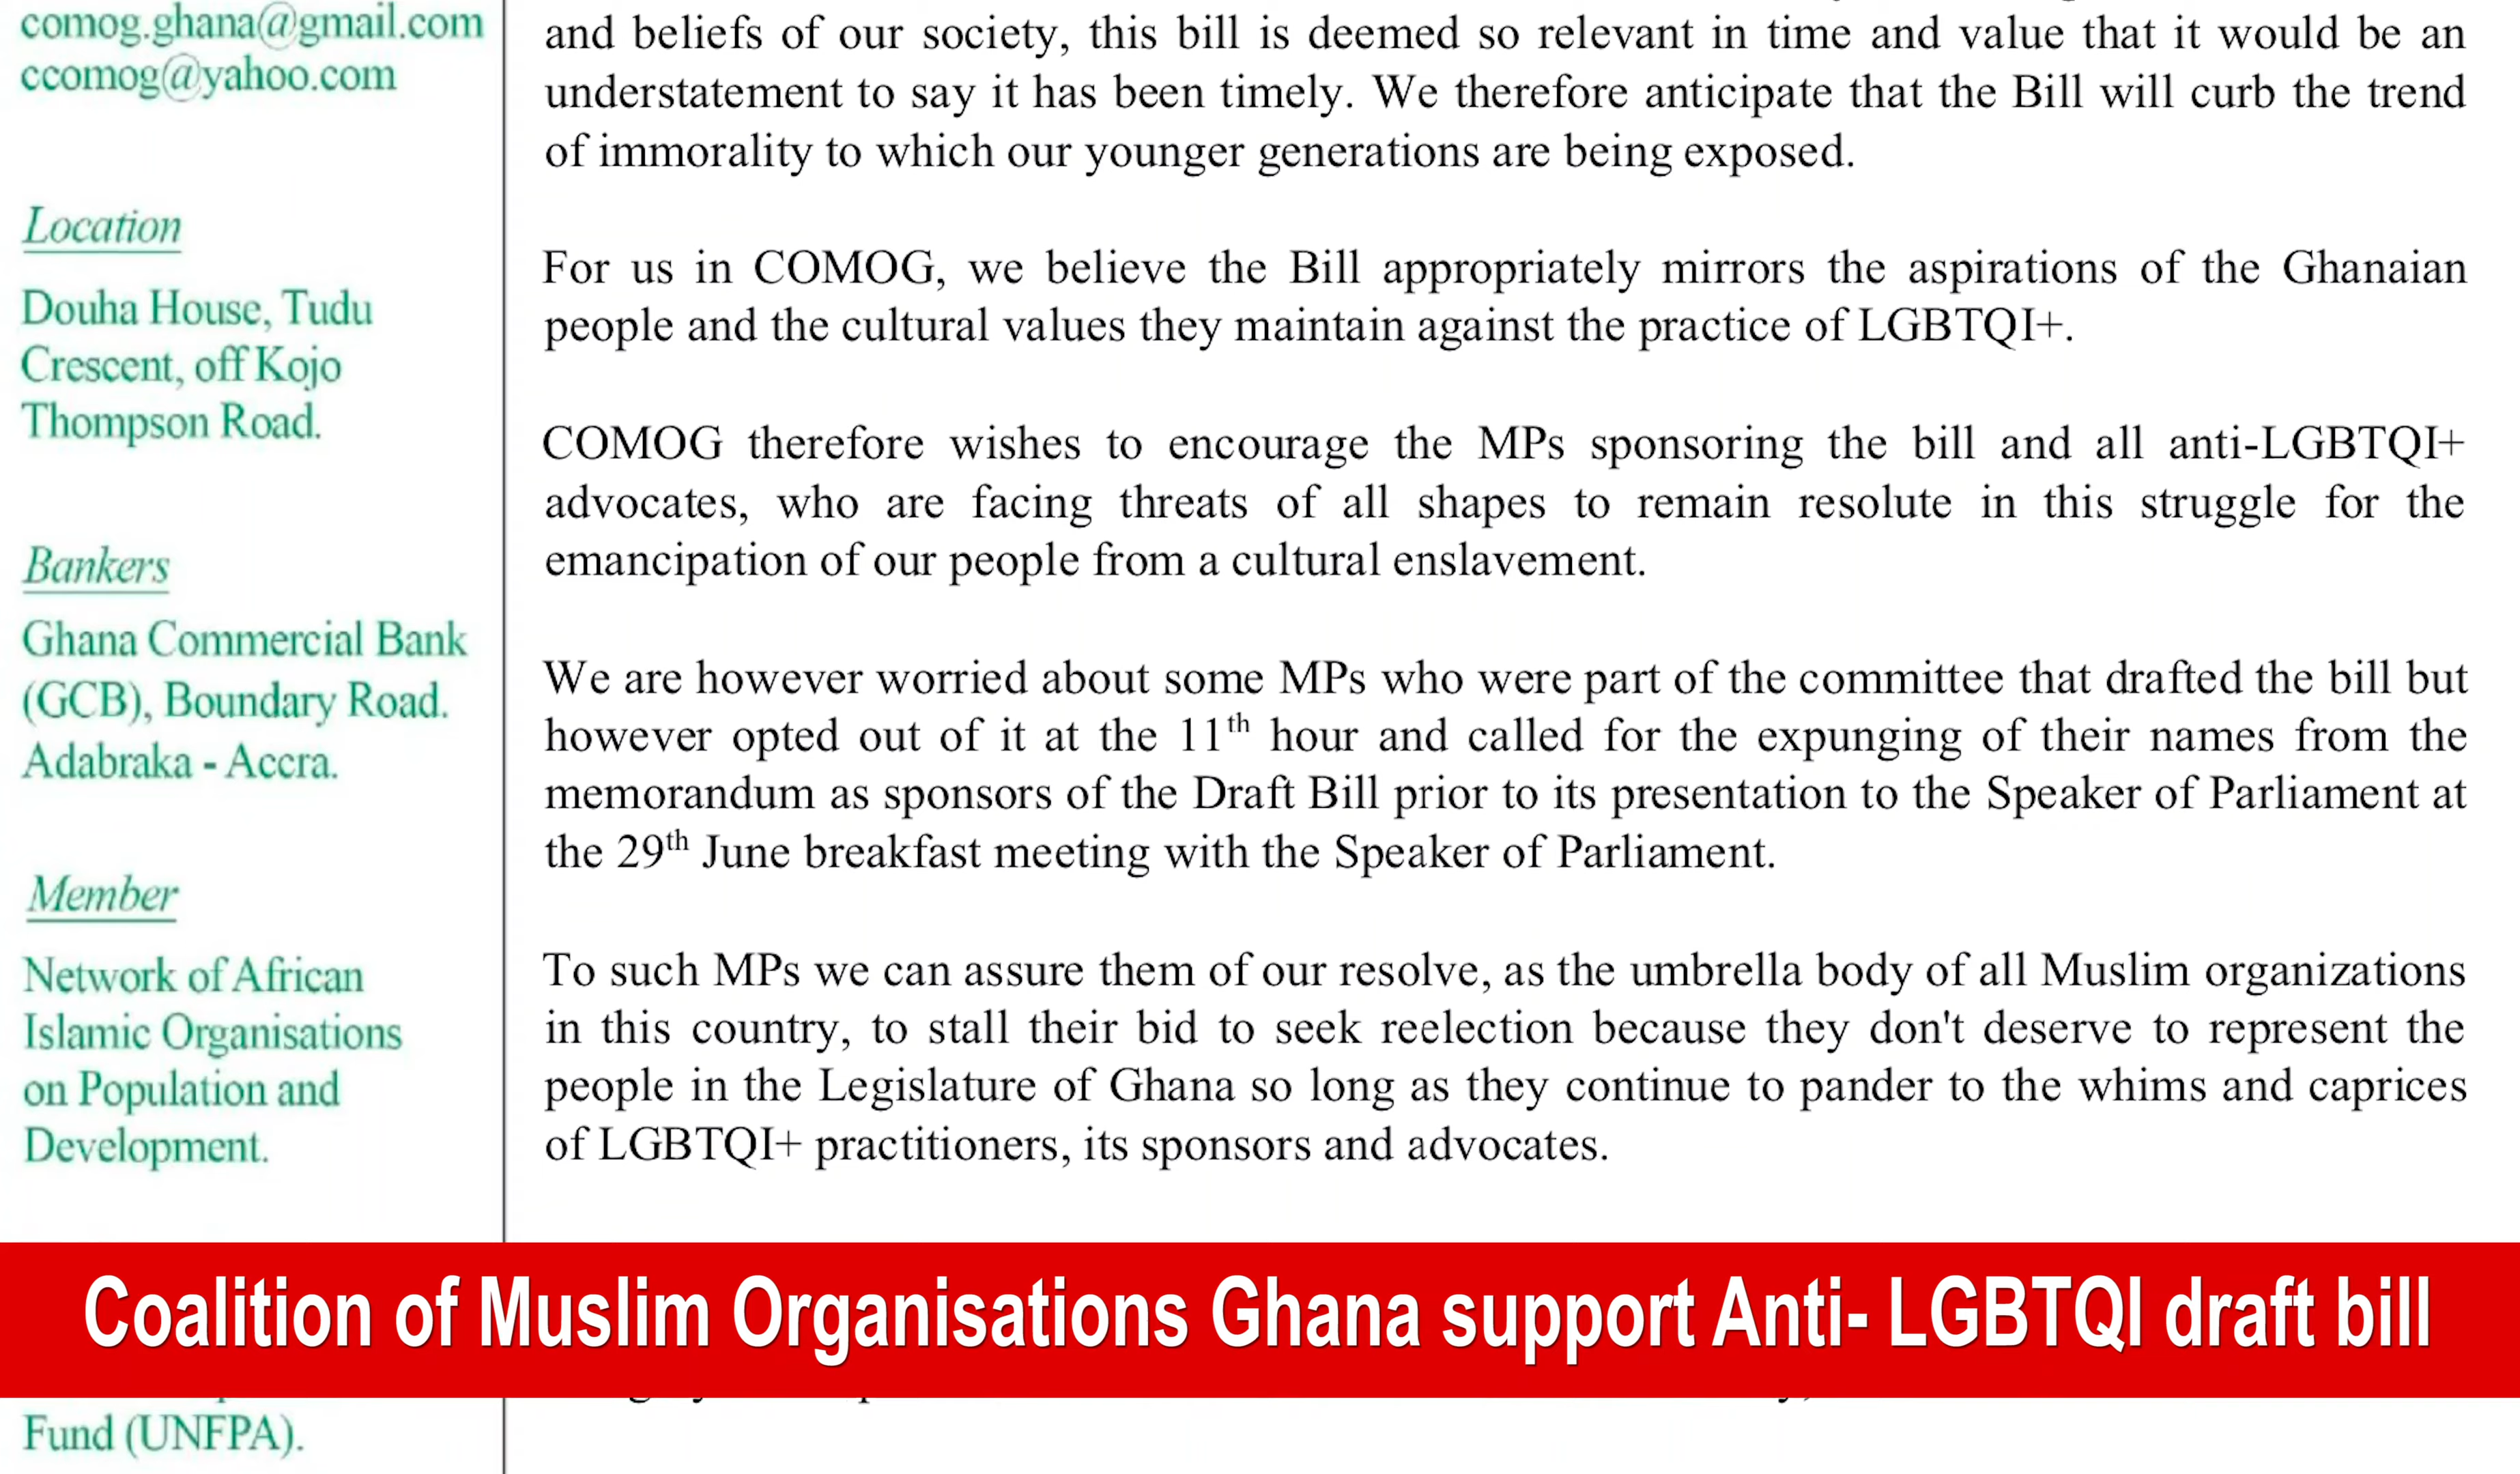 comog.ghana@gmail.com
ccomog@yahoo.com
Location
Douha House, Tudu
Crescent, off Kojo
Thompson Road.
Bankers
Ghana Commercial Bank
(GCB), Boundary Road.
Adabraka - Accra.
Member
Network of African
Islamic Organisations
on Population and
Development.
Fund (UNFPA).
and beliefs of our society, this bill is deemed so relevant in time and value that it would be an
understatement to say it has been timely. We therefore anticipate that the Bill will curb the trend
of immorality to which our younger generations are being exposed.
For us in COMOG, we believe the Bill appropriately mirrors the aspirations of the Ghanaian
people and the cultural values they maintain against the practice of LGBTQI+.
COMOG therefore wishes to encourage the MPs sponsoring the bill and all anti-LGBTQI+
advocates, who are facing threats of all shapes to remain resolute in this struggle for the
emancipation of our people from a cultural enslavement.
We are however worried about some MPs who were part of the committee that drafted the bill but
however opted out of it at the 11th hour and called for the expunging of their names from the
memorandum as sponsors of the Draft Bill prior to its presentation to the Speaker of Parliament at
the 29th June breakfast meeting with the Speaker of Parliament.
To such MPs we can assure them of our resolve, as the umbrella body of all Muslim organizations
in this country, to stall their bid to seek reelection because they don't deserve to represent the
people in the Legislature of Ghana so long as they continue to pander to the whims and caprices
of LGBTQI+ practitioners, its sponsors and advocates.
Coalition of Muslim Organisations Ghana support Anti- LGBTQI draft bill